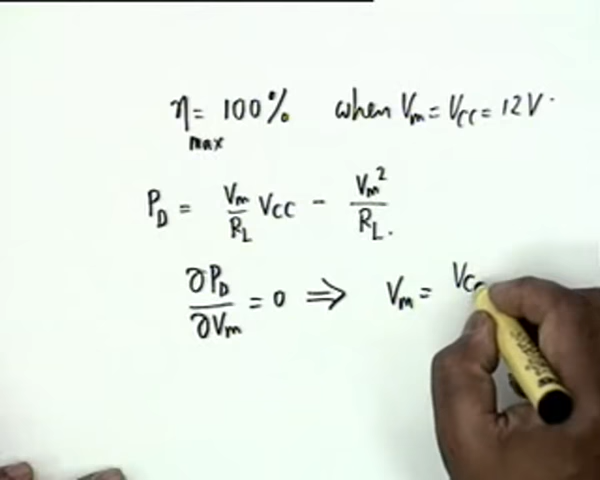 η = 100% when Vm = VCC = 12V.
max
PD = Vm/RL VCC - Vm²/RL.
∂PD/∂Vm = 0 ⇒ Vm = VC